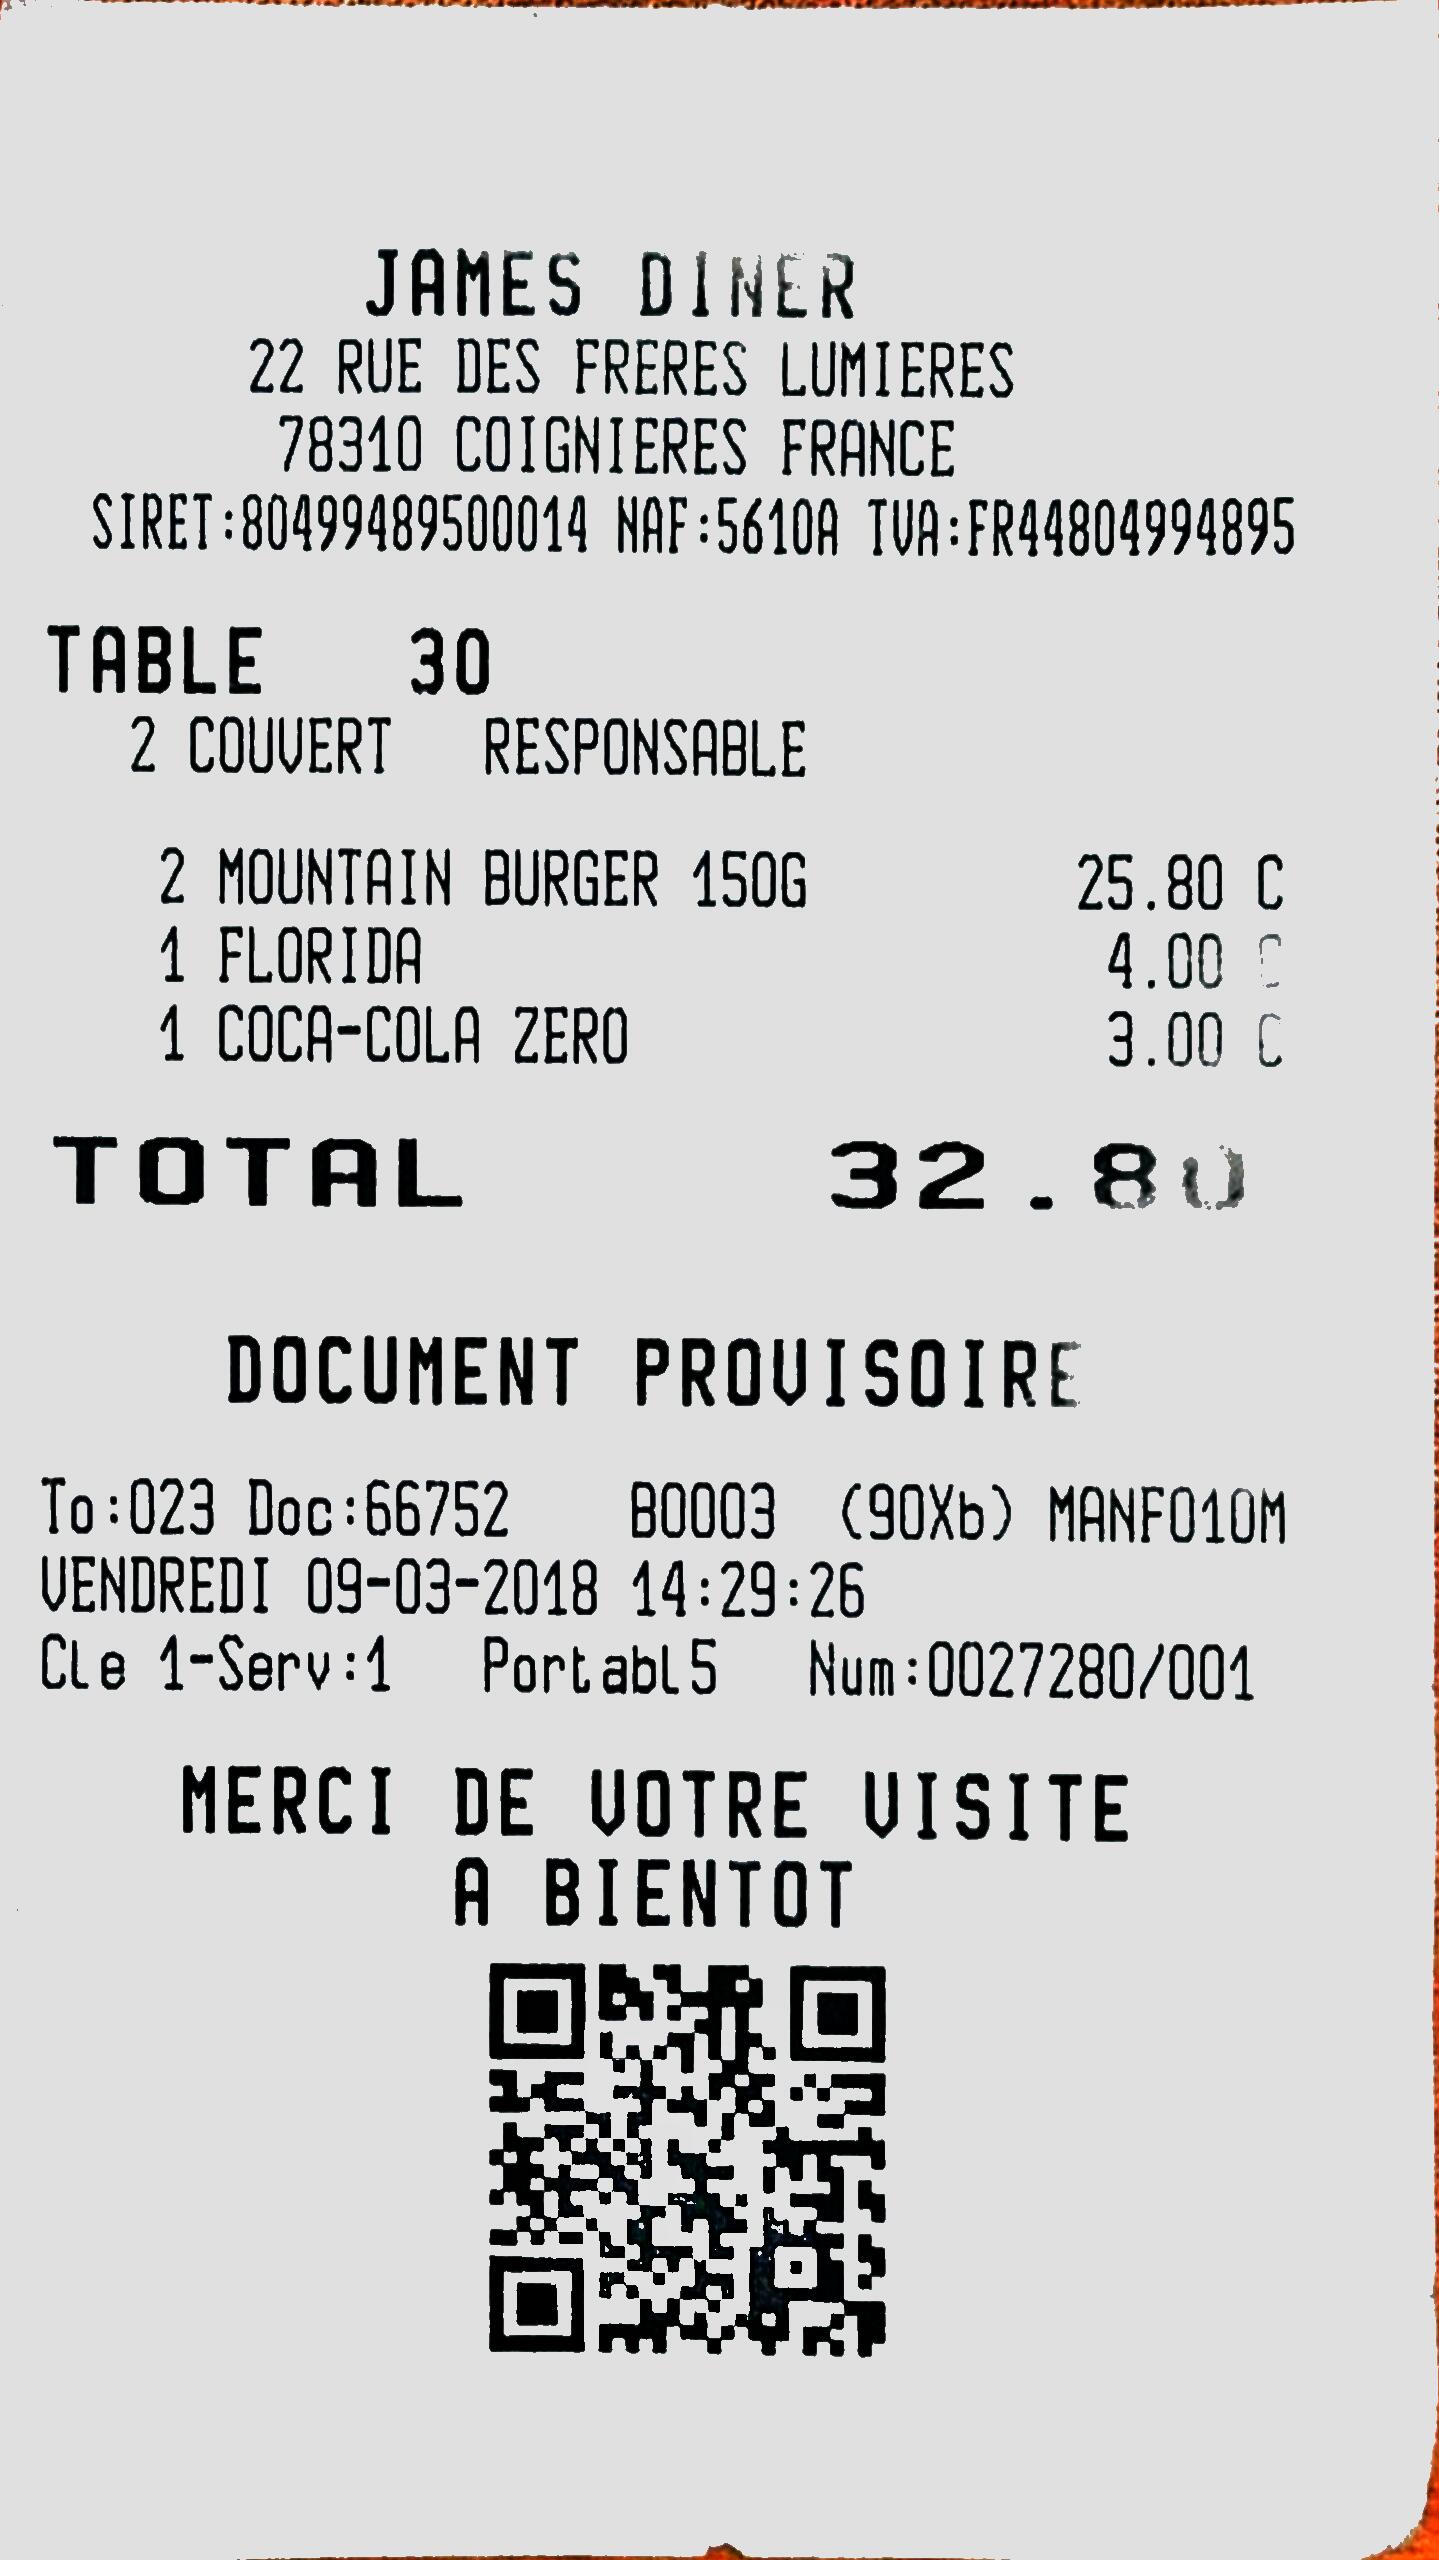 JAMES DINER
22 RUE DES FRERES LUMIERES
78310 COIGNIERES FRANCE
SIRET:80499489500014 NAF:5610A TVA:FR44804994895
TABLE 30
2 COUVERT RESPONSABLE
2 MOUNTAIN BURGER 150G 25.80 C
1 FLORIDA 4.00 C
1 COCA-COLA ZERO 3.00 C
TOTAL 32.80
DOCUMENT PROVISOIRE
To:023 Doc:66752 B0003 (90Xb) MANF010M
VENDREDI 09-03-2018 14:29:26
Cle 1-Serv:1 Portabl5 Num:0027280/001
MERCI DE VOTRE VISITE
A BIENTOT